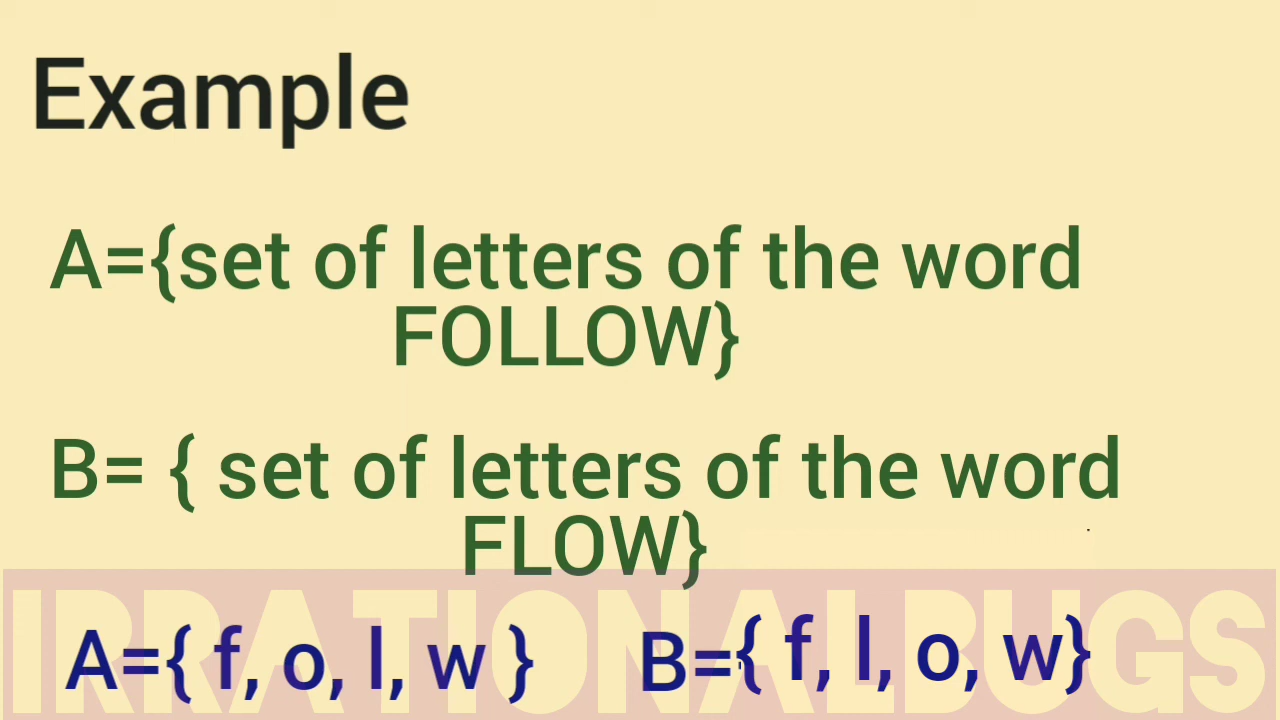 Example
A={set of letters of the word
FOLLOW}
B= { set of letters of the word
FLOW}
IRRATIONALBUGS
A={ f, o, l, w } B={ f, l, o, w}